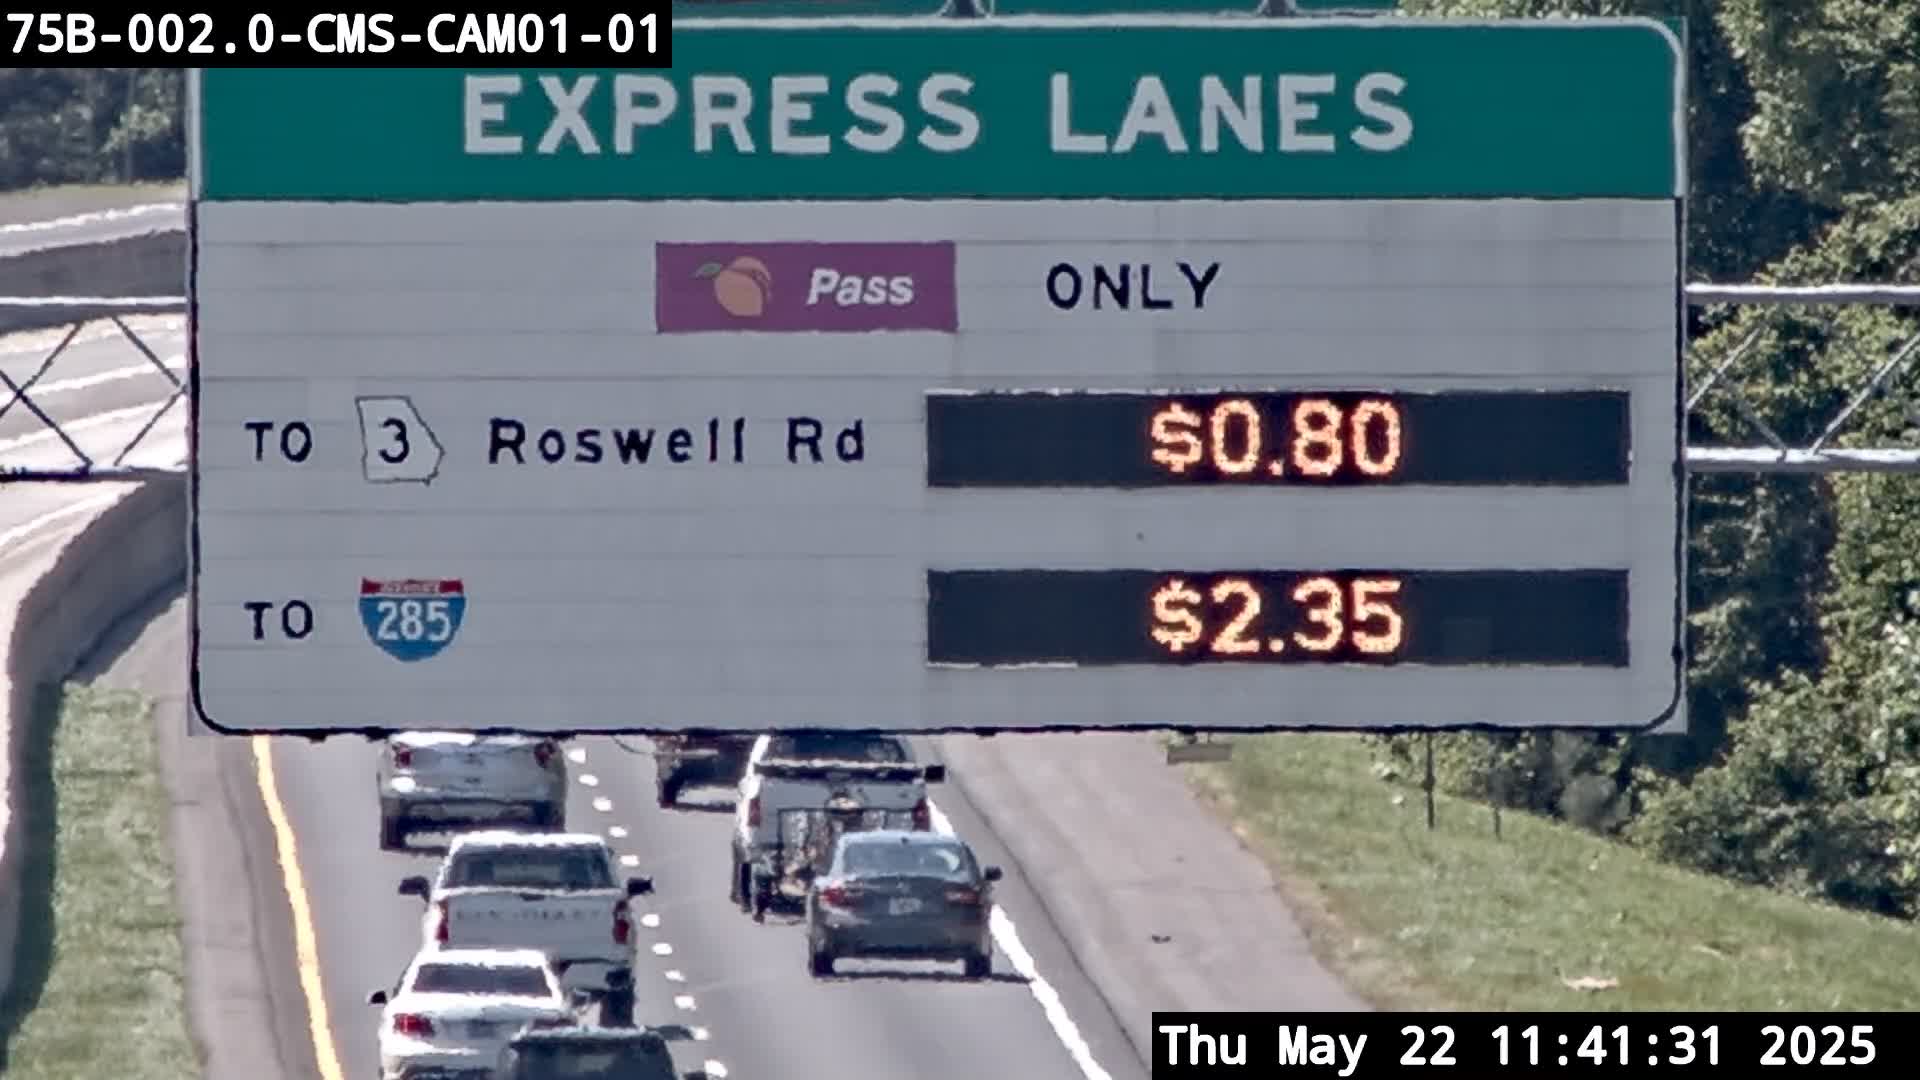 75B-002.0-CMS-CAM01-01
EXPRESS LANES
Pass ONLY
TO 3 Roswell Rd $0.80
TO 285 $2.35
Thu May 22 11:41:31 2025